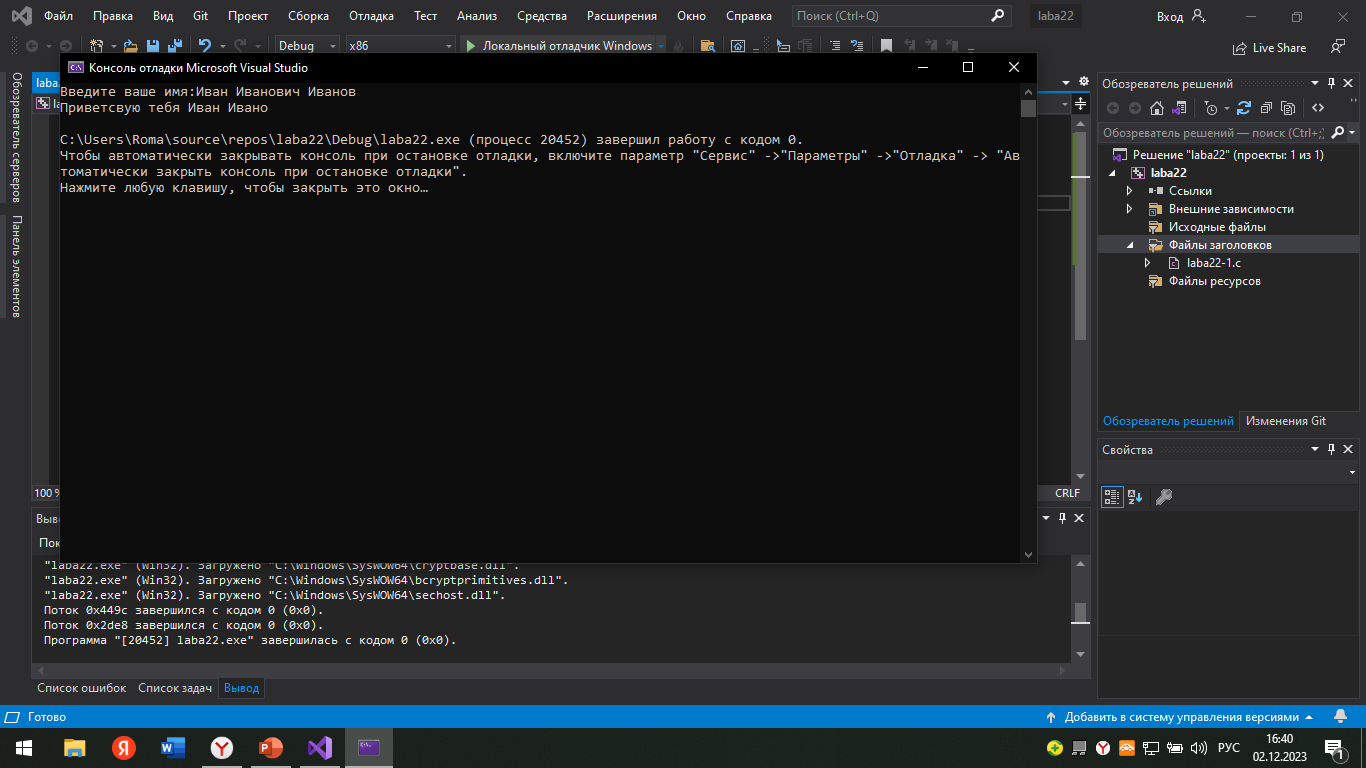 Файл Правка Вид Git Проект Сборка Отладка Тест Анализ Средства Расширения Окно Справка Поиск (Ctrl+Q) laba22 Вход
Debug x86 Локальный отладчик Windows Live Share
Обозреватель серверов
Панель элементов
laba
Консоль отладки Microsoft Visual Studio
Введите ваше имя:Иван Иванович Иванов
Приветсвую тебя Иван Ивано
C:\Users\Roma\source\repos\laba22\Debug\laba22.exe (процесс 20452) завершил работу с кодом 0.
Чтобы автоматически закрывать консоль при остановке отладки, включите параметр "Сервис" ->"Параметры" ->"Отладка" -> "Ав
томатически закрыть консоль при остановке отладки".
Нажмите любую клавишу, чтобы закрыть это окно…
100 %
CRLF
Выв
Пок
"laba22.exe" (Win32). Загружено "C:\Windows\SysWOW64\cryptbase.dll".
"laba22.exe" (Win32). Загружено "C:\Windows\SysWOW64\bcryptprimitives.dll".
"laba22.exe" (Win32). Загружено "C:\Windows\SysWOW64\sechost.dll".
Поток 0x449c завершился с кодом 0 (0x0).
Поток 0x2de8 завершился с кодом 0 (0x0).
Программа "[20452] laba22.exe" завершилась с кодом 0 (0x0).
Список ошибок Список задач Вывод
Обозреватель решений
Обозреватель решений — поиск (Ctrl+;)
Решение "laba22" (проекты: 1 из 1)
laba22
Ссылки
Внешние зависимости
Исходные файлы
Файлы заголовков
laba22-1.c
Файлы ресурсов
Обозреватель решений Изменения Git
Свойства
Готово
Добавить в систему управления версиями
РУС
16:40
02.12.2023
1